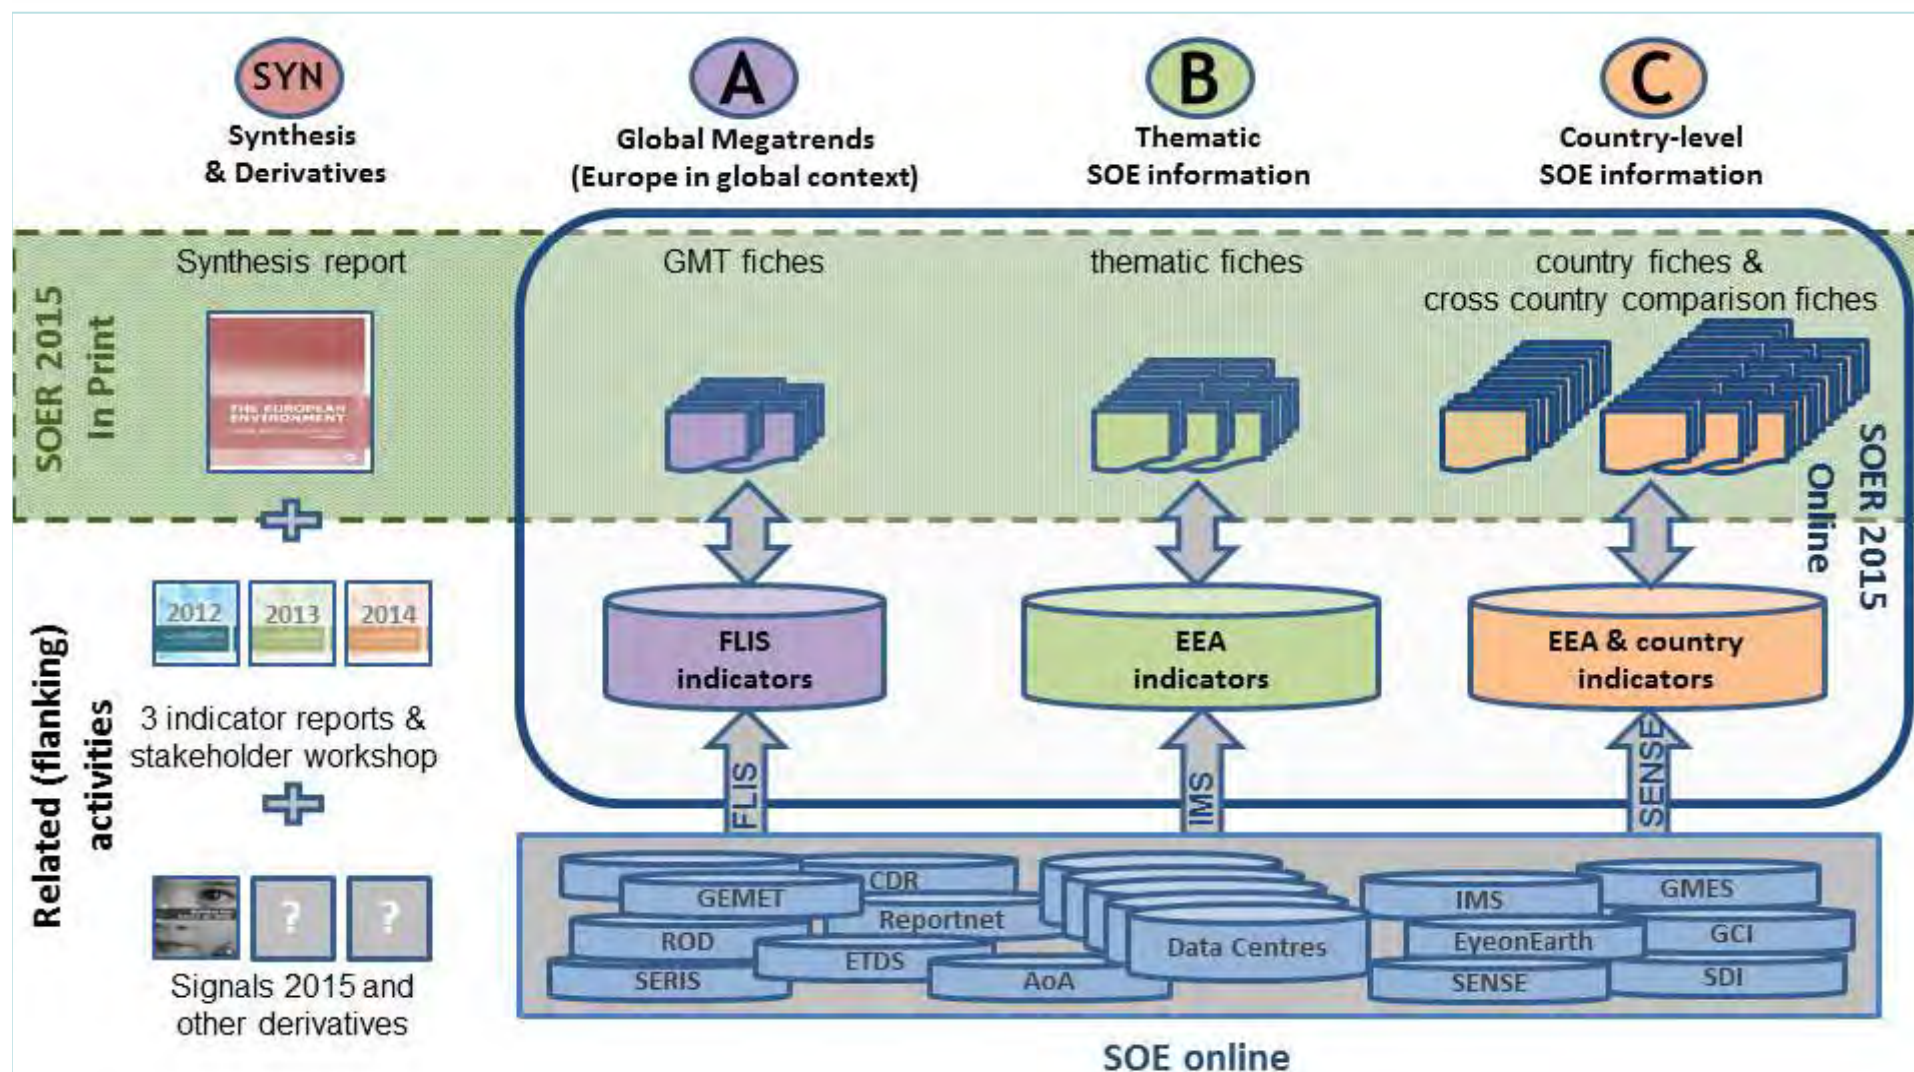 SYN
Synthesis
& Derivatives
A
Global Megatrends
(Europe in global context)
B
Thematic
SOE information
C
Country-level
SOE information
SOER 2015
In Print
Synthesis report
THE EUROPEAN
ENVIRONMENT
GMT fiches
thematic fiches
country fiches &
cross country comparison fiches
SOER 2015
Online
Related (flanking)
activities
2012
2013
2014
3 indicator reports &
stakeholder workshop
?
?
Signals 2015 and
other derivatives
FLIS
indicators
EEA
indicators
EEA & country
indicators
FLIS
IMS
SENSE
CDR
GEMET
Reportnet
ROD
ETDS
SERIS
AoA
Data Centres
IMS
GMES
EyeonEarth
GCI
SENSE
SDI
SOE online